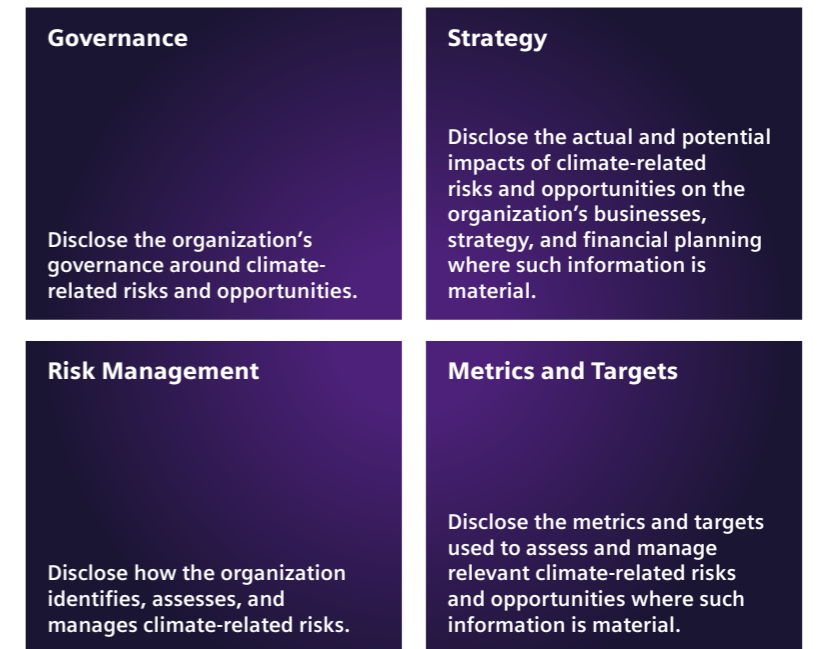 Governance
Disclose the organization’s
governance around climate-
related risks and opportunities.
Strategy
Disclose the actual and potential
impacts of climate-related
risks and opportunities on the
organization’s businesses,
strategy, and financial planning
where such information is
material.
Risk Management
Disclose how the organization
identifies, assesses, and
manages climate-related risks.
Metrics and Targets
Disclose the metrics and targets
used to assess and manage
relevant climate-related risks
and opportunities where such
information is material.